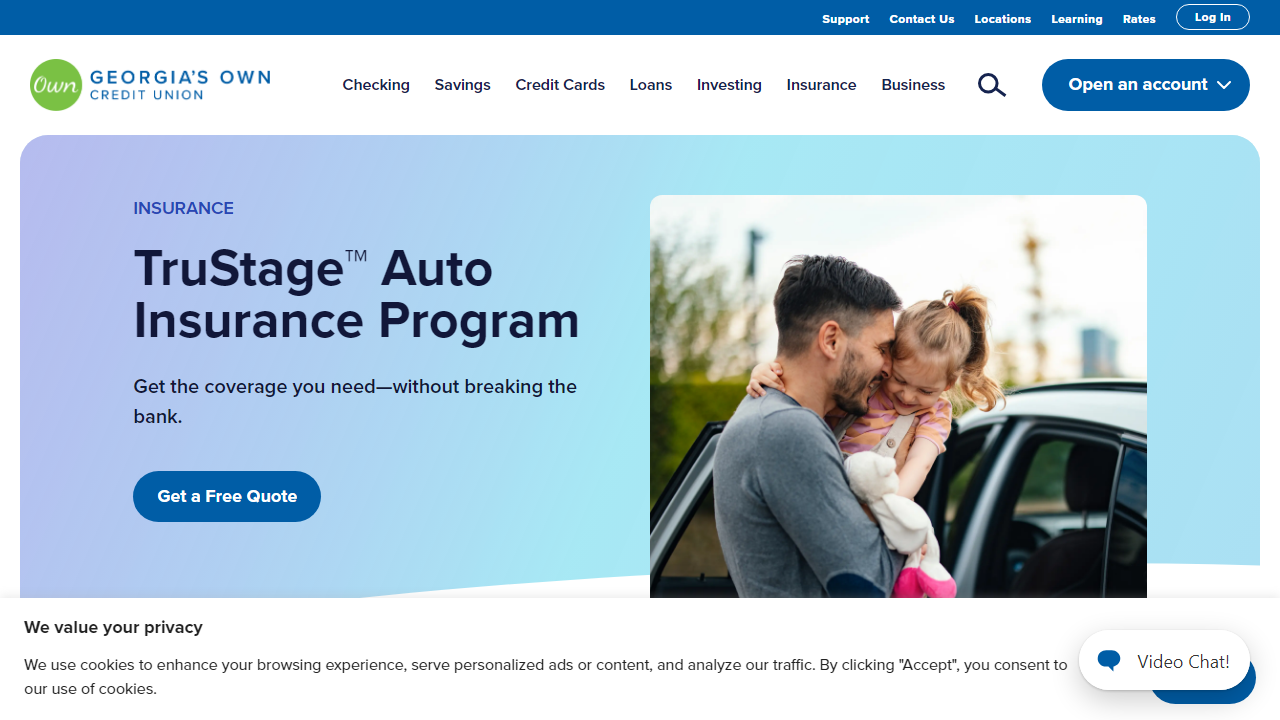 Support Contact Us Locations Learning Rates Log In
Own GEORGIA'S OWN
CREDIT UNION
Checking Savings Credit Cards Loans Investing Insurance Business Open an account
INSURANCE
TruStage™ Auto
Insurance Program
Get the coverage you need—without breaking the
bank.
Get a Free Quote
We value your privacy
We use cookies to enhance your browsing experience, serve personalized ads or content, and analyze our traffic. By clicking "Accept", you consent to
our use of cookies.
Video Chat!